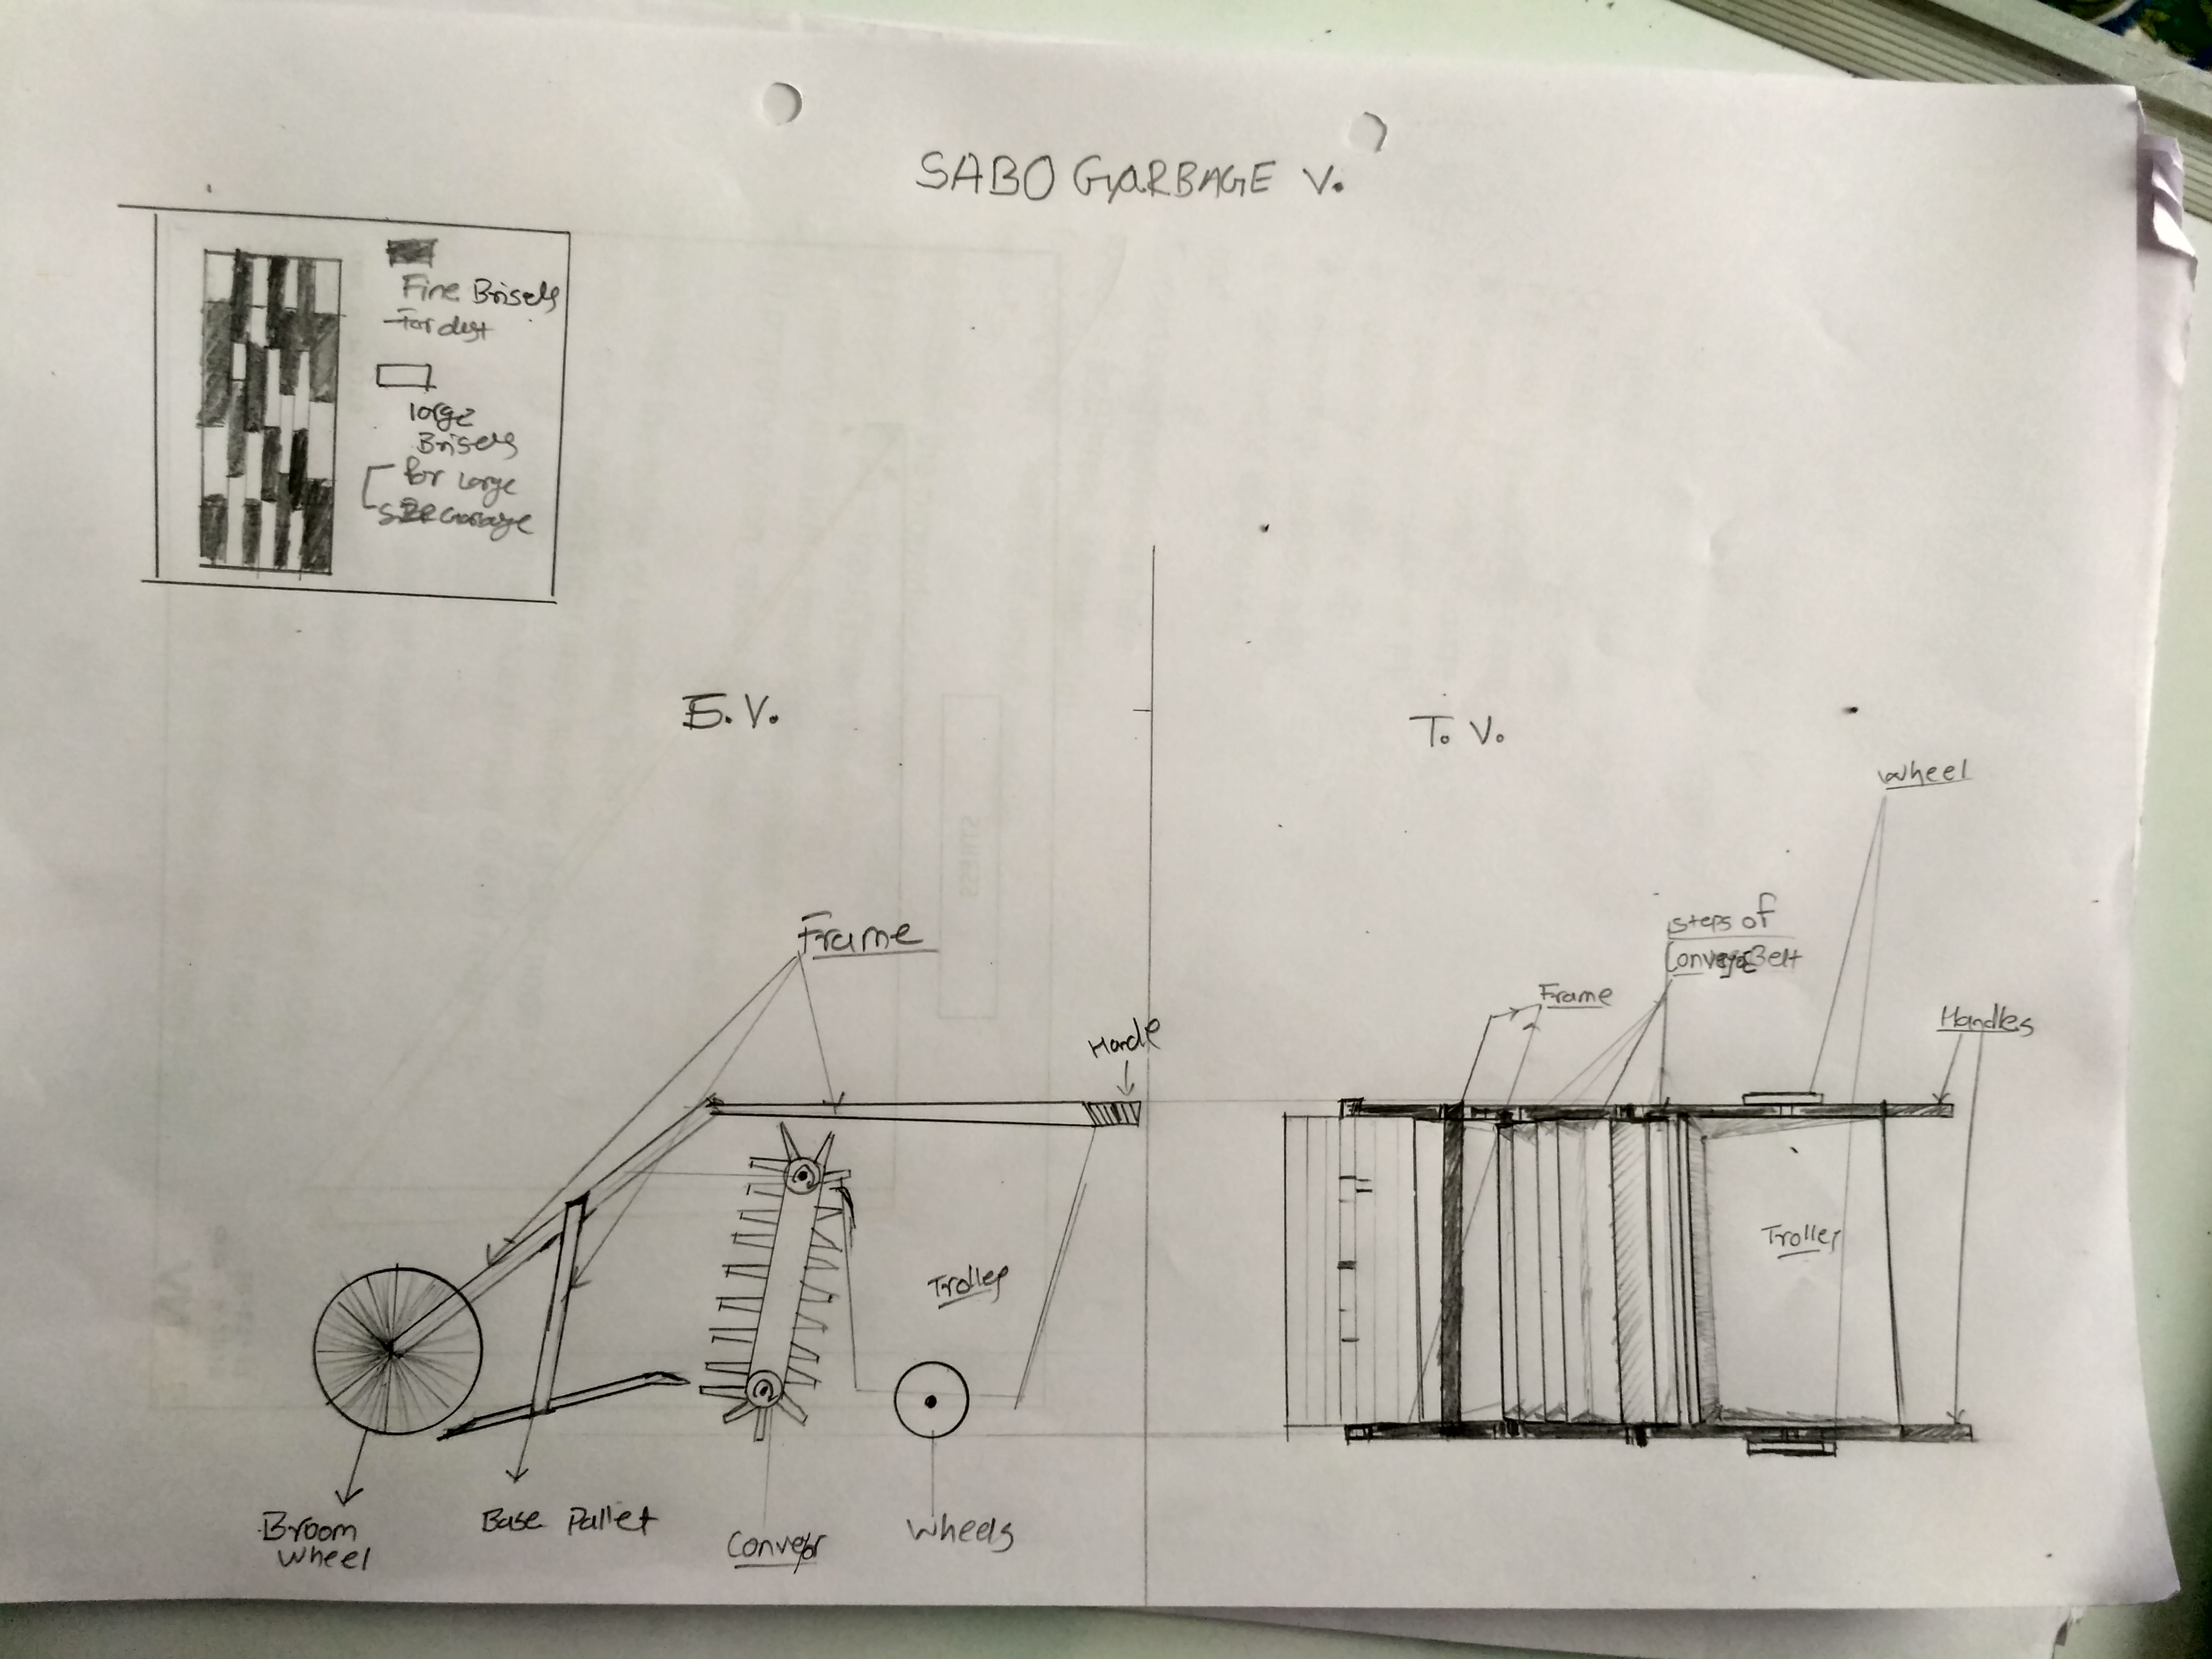 SABO GARBAGE V.
Fine Brisels
For dust
large
Brisels
for large
size Garbage
E.V.
T. V.
Wheel
Frame
steps of
Conveyor Belt
Frame
Handles
Handle
Trolley
Trolley
Broom
Wheel
Base Pallet
Conveyor
Wheels
STRESS